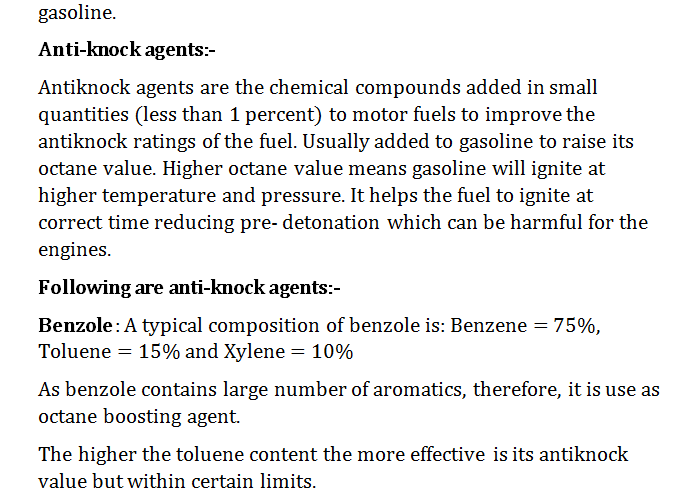 gasoline.
Anti-knock agents:-
Antiknock agents are the chemical compounds added in small
quantities (less than 1 percent) to motor fuels to improve the
antiknock ratings of the fuel. Usually added to gasoline to raise its
octane value. Higher octane value means gasoline will ignite at
higher temperature and pressure. It helps the fuel to ignite at
correct time reducing pre- detonation which can be harmful for the
engines.
Following are anti-knock agents:-
Benzole: A typical composition of benzole is: Benzene = 75%,
Toluene = 15% and Xylene = 10%
As benzole contains large number of aromatics, therefore, it is use as
octane boosting agent.
The higher the toluene content the more effective is its antiknock
value but within certain limits.